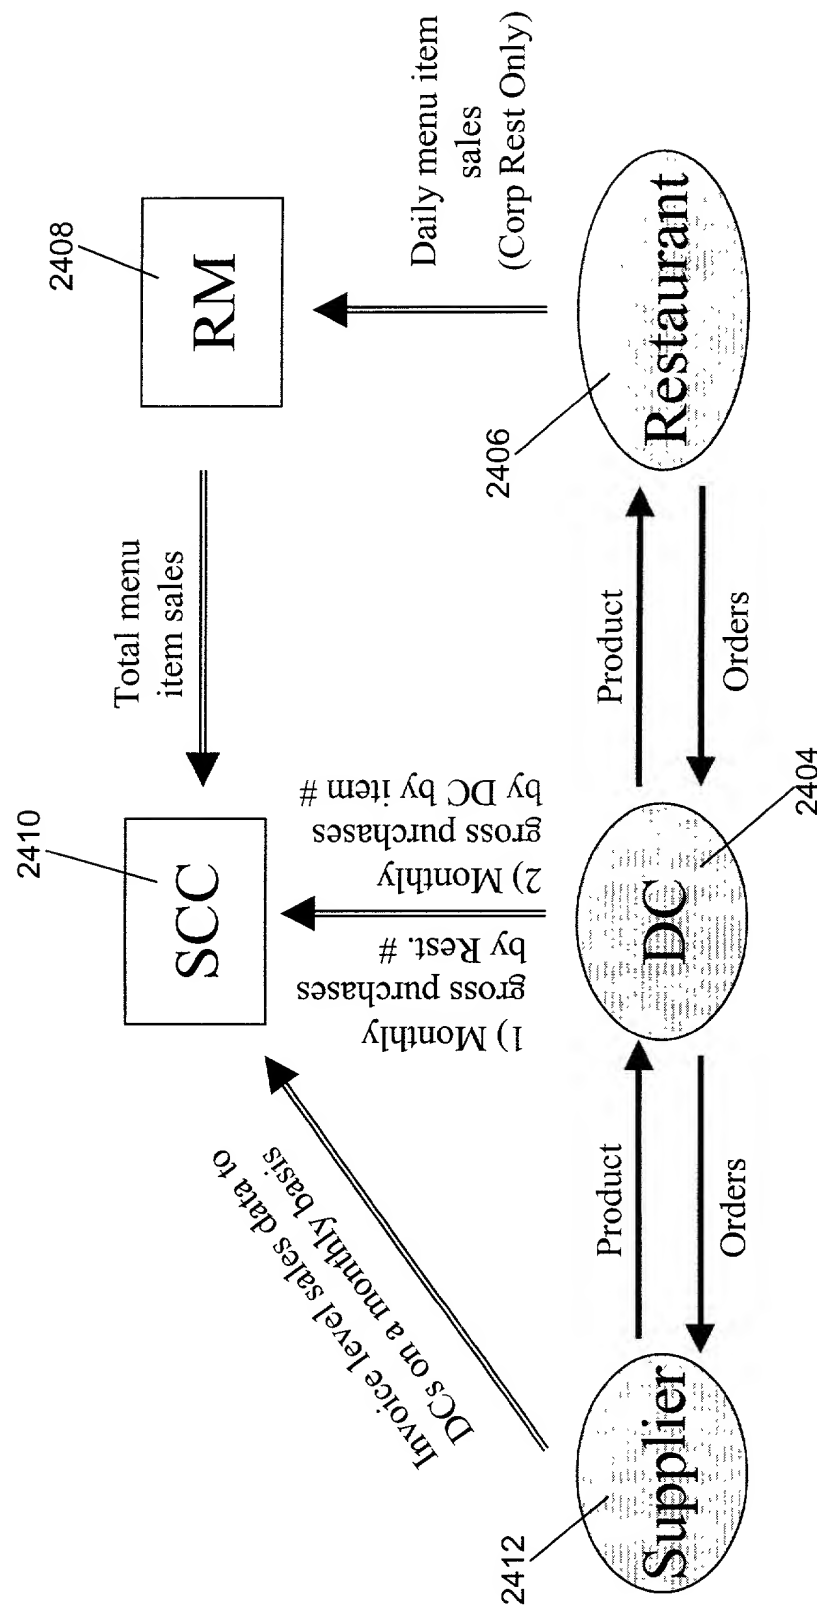 2410
SCC
Total menu
item sales
2408
RM
Invoice level sales data to
DCs on a monthly basis
1) Monthly
gross purchases
by Rest. #
2) Monthly
gross purchases
by DC by item #
Daily menu item
sales
(Corp Rest Only)
2412
Supplier
Product
Orders
DC
2404
Product
Orders
2406
Restaurant